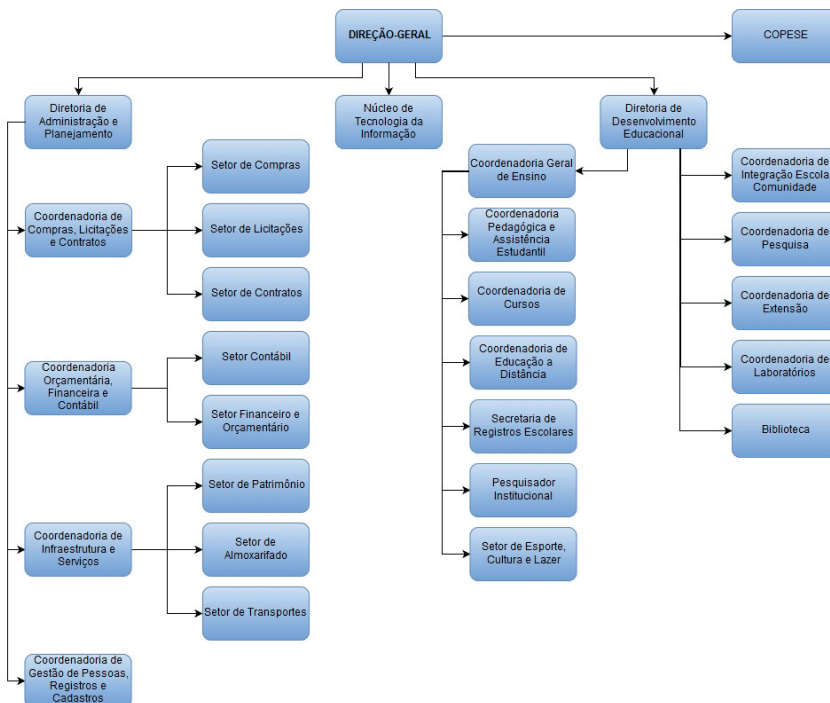 DIREÇÃO-GERAL
COPESE
Diretoria de
Administração e
Planejamento
Núcleo de
Tecnologia da
Informação
Diretoria de
Desenvolvimento
Educacional
Setor de Compras
Coordenadoria de
Compras, Licitações
e Contratos
Setor de Licitações
Setor de Contratos
Coordenadoria
Orçamentária,
Financeira e
Contábil
Setor Contábil
Setor Financeiro e
Orçamentário
Coordenadoria de
Infraestrutura e
Serviços
Setor de Patrimônio
Setor de
Almoxarifado
Setor de Transportes
Coordenadoria de
Gestão de Pessoas,
Registros e
Cadastros
Coordenadoria Geral
de Ensino
Coordenadoria
Pedagógica e
Assistência
Estudantil
Coordenadoria de
Cursos
Coordenadoria de
Educação a
Distância
Secretaria de
Registros Escolares
Pesquisador
Institucional
Setor de Esporte,
Cultura e Lazer
Coordenadoria de
Integração Escola
Comunidade
Coordenadoria de
Pesquisa
Coordenadoria de
Extensão
Coordenadoria de
Laboratórios
Biblioteca